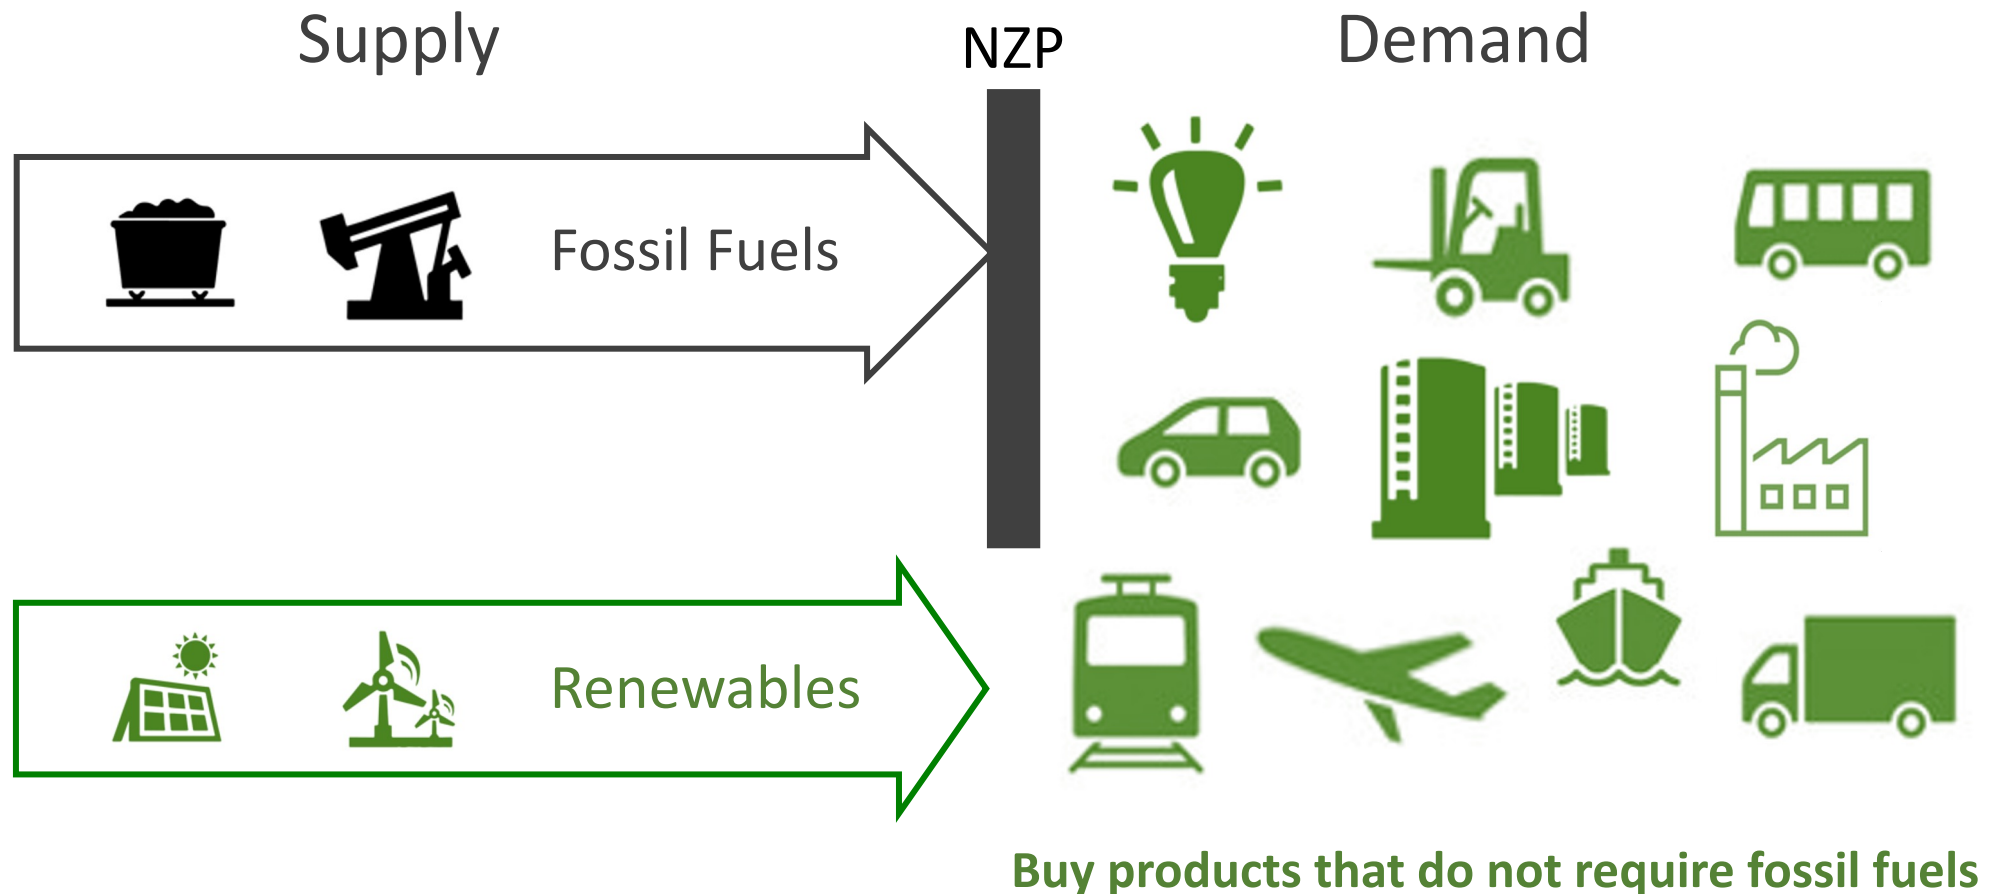 Supply
NZP
Demand
Fossil Fuels
Renewables
Buy products that do not require fossil fuels